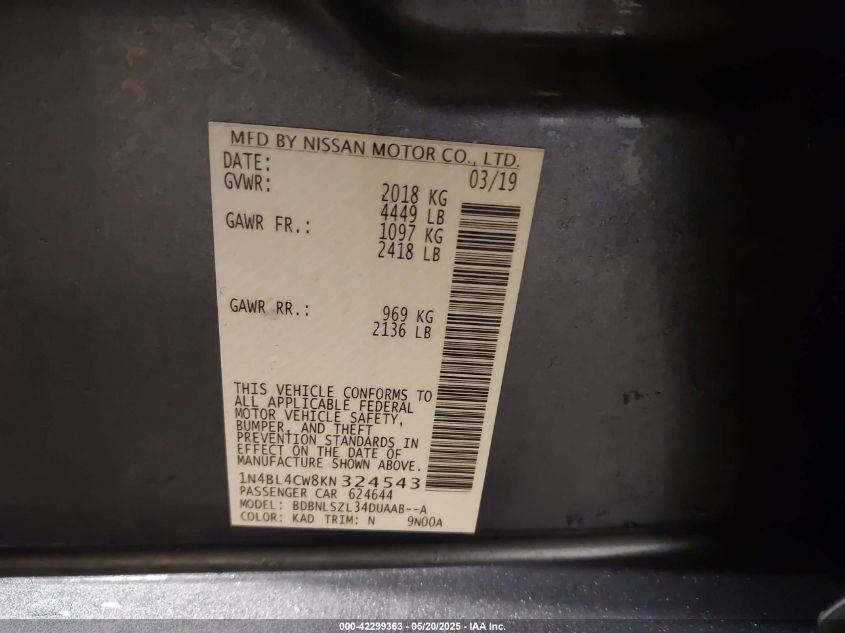 MFD BY NISSAN MOTOR CO., LTD.
DATE: 03/19
GVWR: 2018 KG
4449 LB
GAWR FR.: 1097 KG
2418 LB
GAWR RR.: 969 KG
2136 LB
THIS VEHICLE CONFORMS TO
ALL APPLICABLE FEDERAL
MOTOR VEHICLE SAFETY,
BUMPER, AND THEFT
PREVENTION STANDARDS IN
EFFECT ON THE DATE OF
MANUFACTURE SHOWN ABOVE.
1N4BL4CW8KN324543
PASSENGER CAR 624644
MODEL: BDBNLSZL34DUAAB--A
COLOR: KAD TRIM: N 9N00A
000-42299363 — 05/20/2025 — IAA Inc.